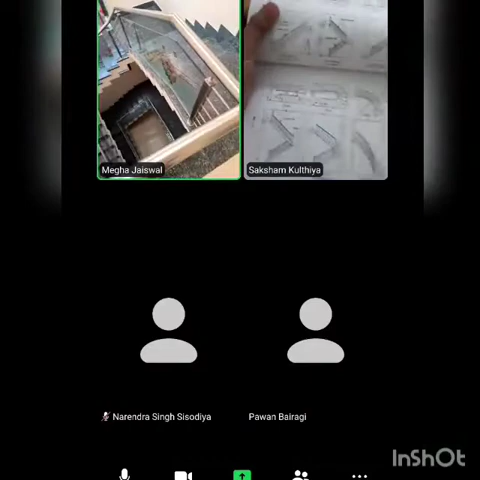 Megha Jaiswal
Saksham Kulthiya
Narendra Singh Sisodiya
Pawan Bairagi
InShOt